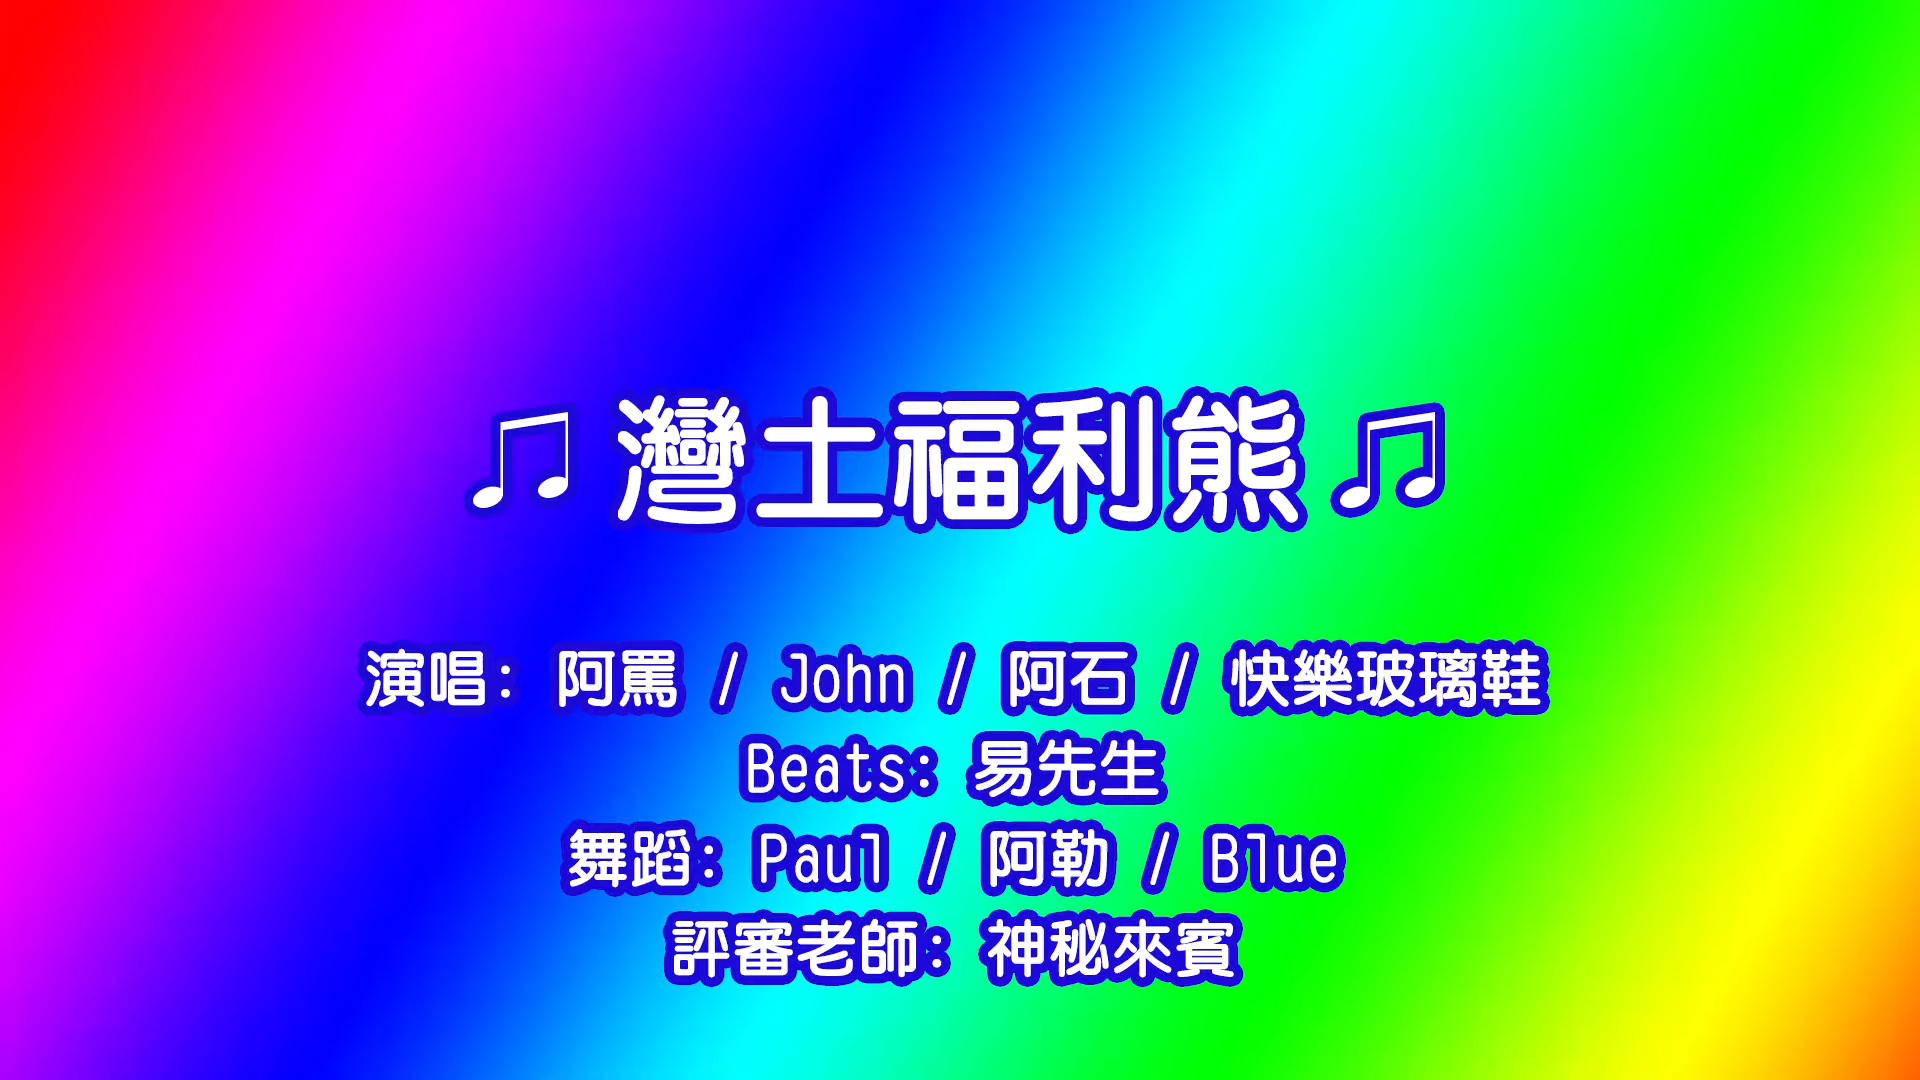 ♫ 灣土福利熊 ♫
演唱: 阿罵 / John / 阿石 / 快樂玻璃鞋
Beats: 易先生
舞蹈: Paul / 阿勒 / Blue
評審老師: 神秘來賓